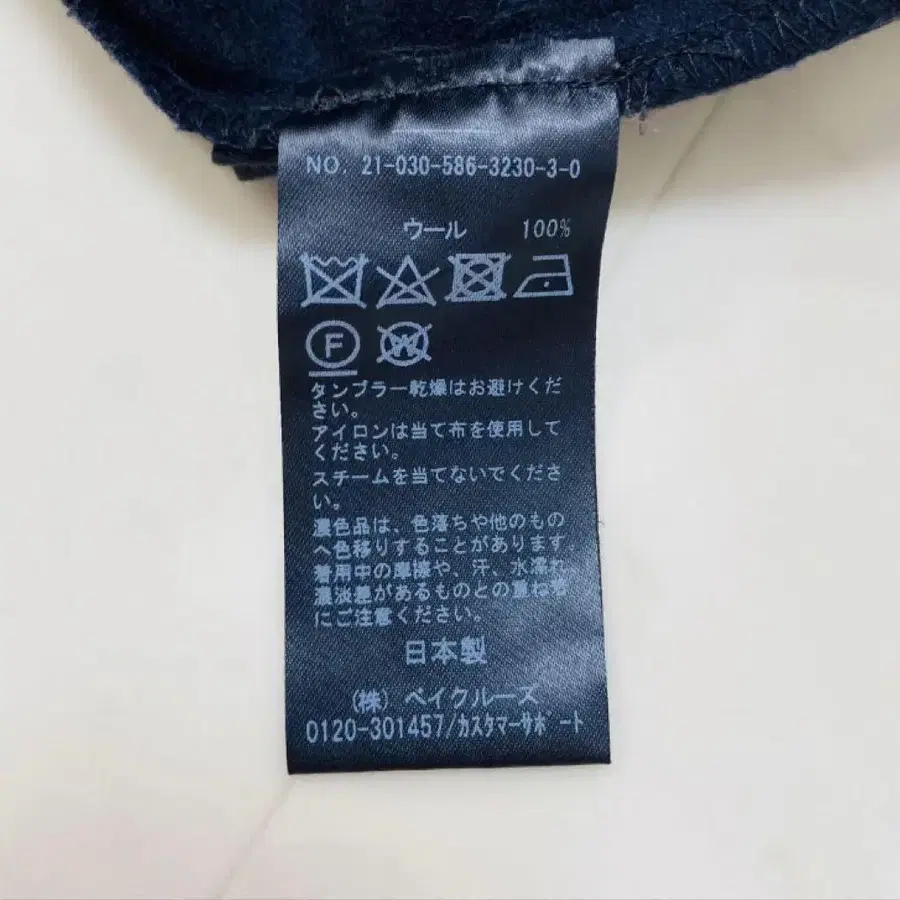 NO. 21-030-586-3230-3-0
ウール 100%
F
W
タンブラー乾燥はお避けくだ
さい。
アイロンは当て布を使用して
ください。
スチームを当てないでくださ
い。
濃色品は、色落ちや他のもの
へ色移りすることがあります
着用中の摩擦や、汗、水濡れ
濃淡差があるものとの重ね着
にご注意ください。
日本製
(株) ベイクルーズ
0120-301457/カスタマーサポート